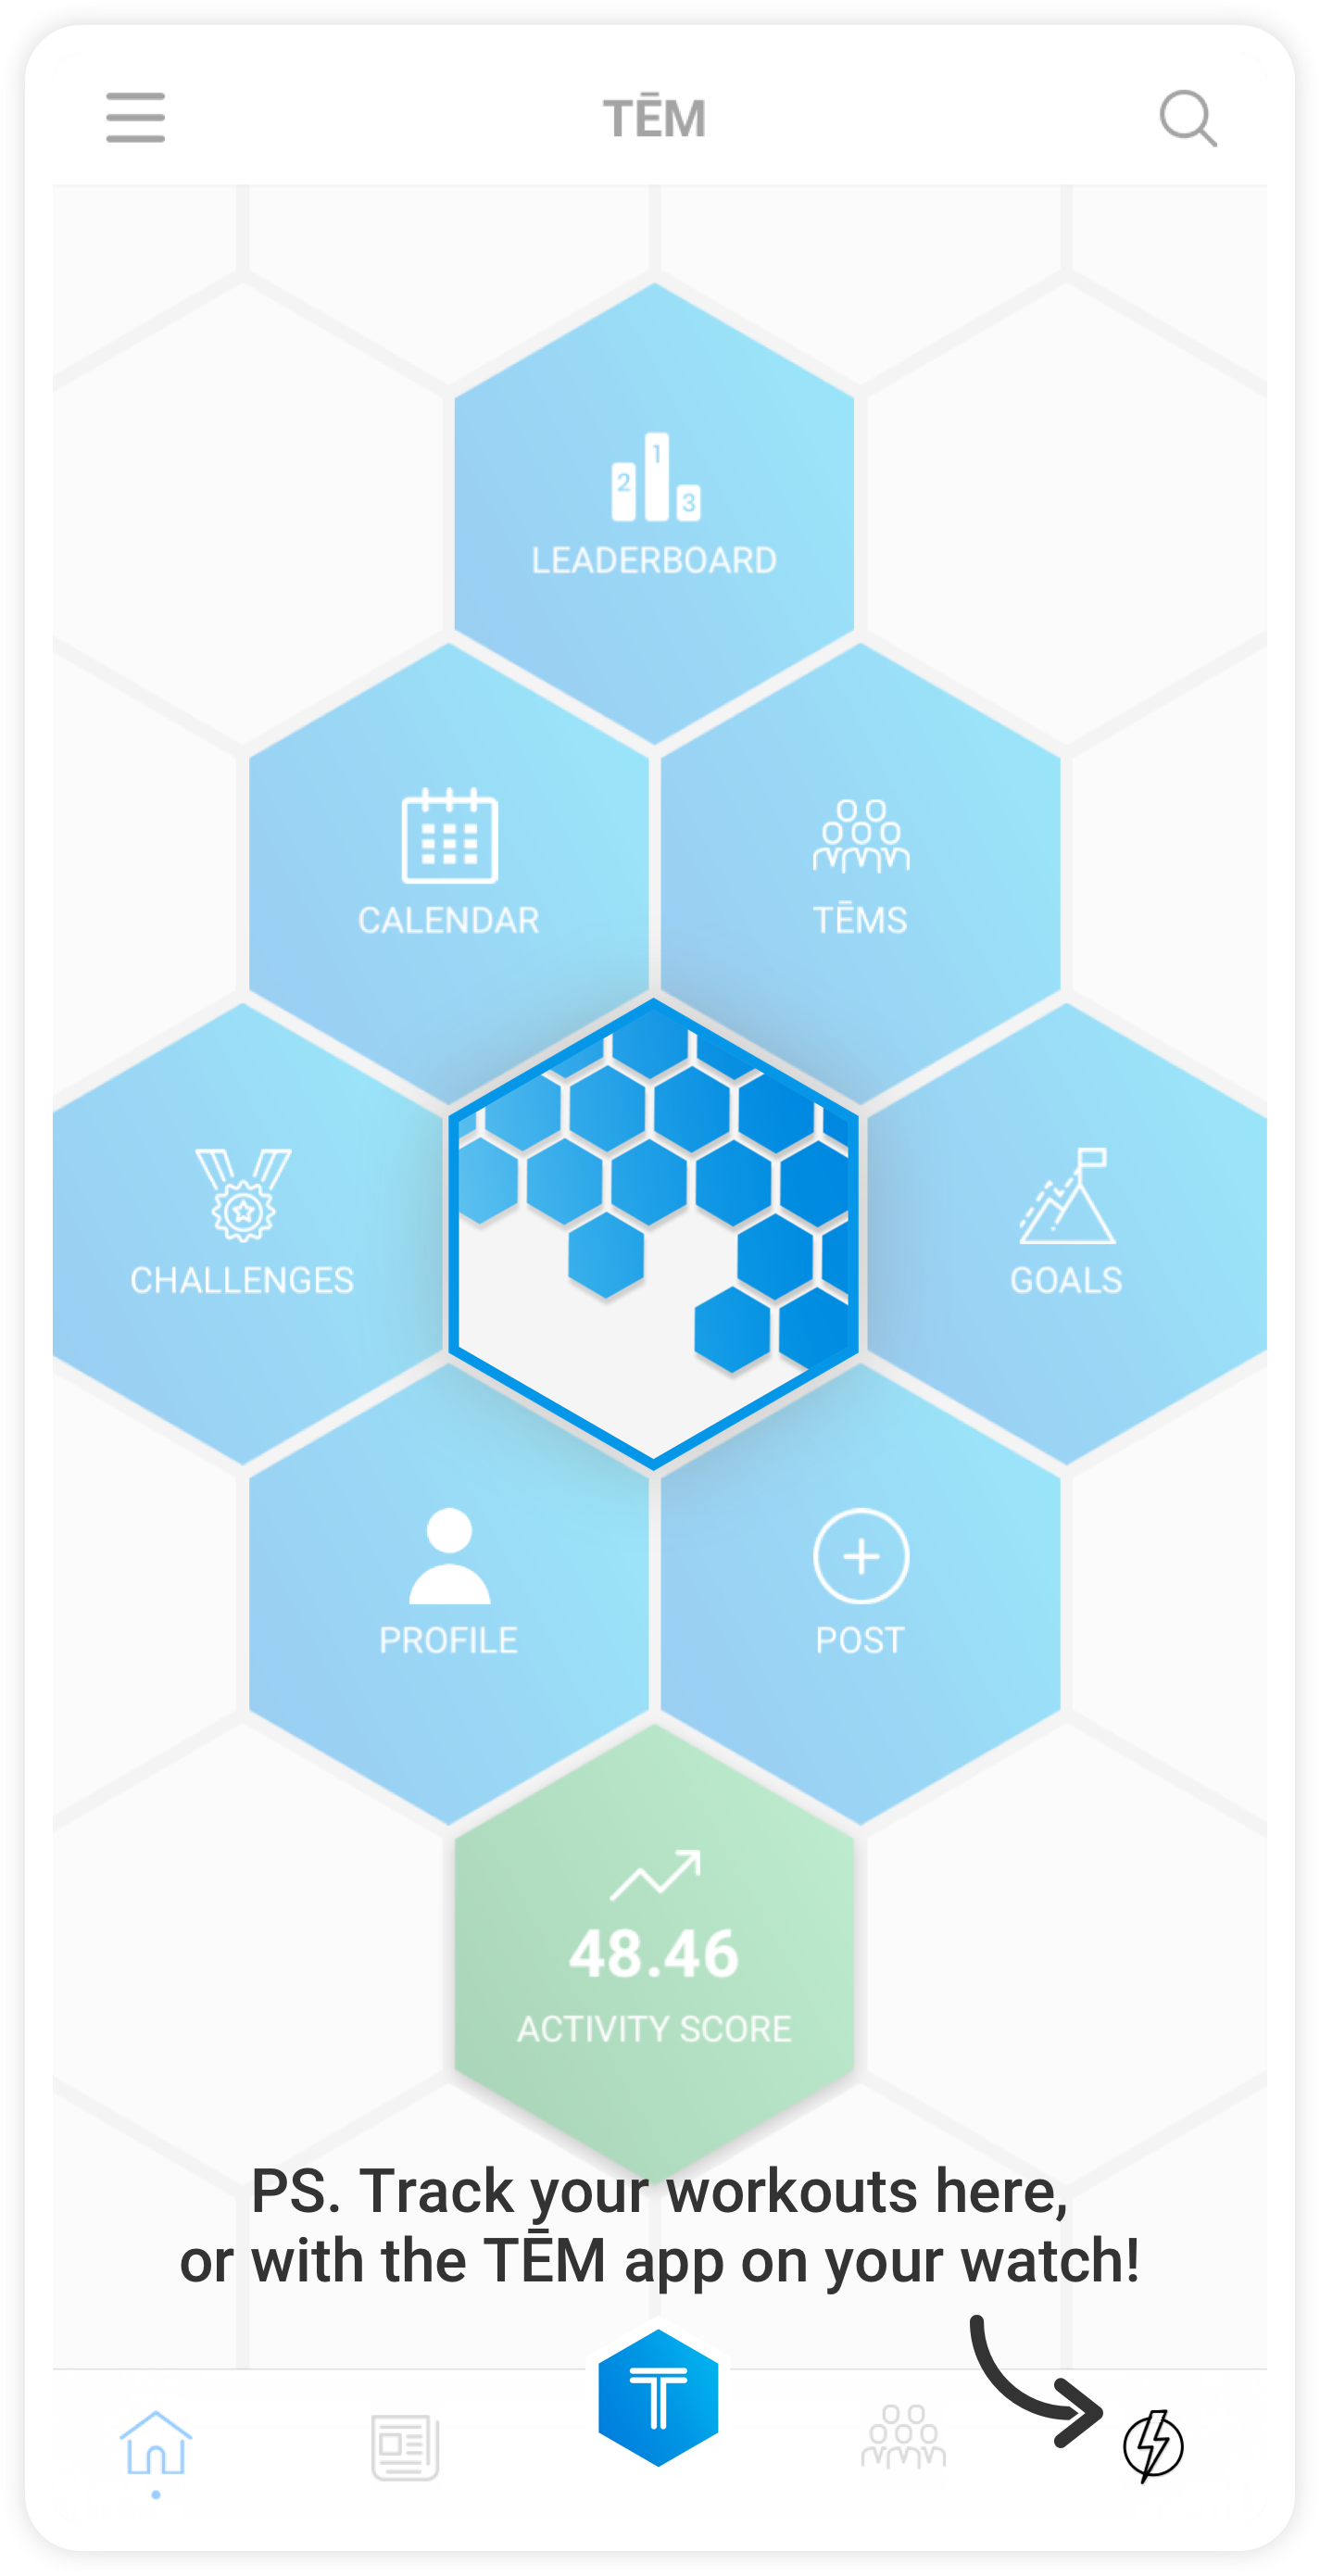 TĒM
1
2
3
LEADERBOARD
CALENDAR
TĒMS
CHALLENGES
GOALS
PROFILE
POST
48.46
ACTIVITY SCORE
PS. Track your workouts here,
or with the TĒM app on your watch!
T